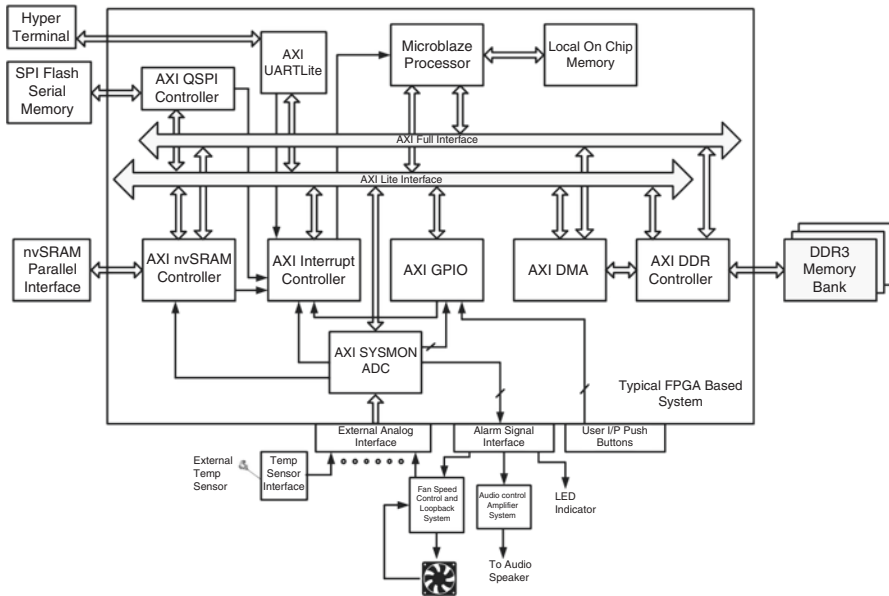 Hyper
Terminal
SPI Flash
Serial
Memory
AXI QSPI
Controller
AXI
UARTLite
Microblaze
Processor
Local On Chip
Memory
AXI Full Interface
AXI Lite Interface
nvSRAM
Parallel
Interface
AXI nvSRAM
Controller
AXI Interrupt
Controller
AXI GPIO
AXI DMA
AXI DDR
Controller
DDR3
Memory
Bank
AXI SYSMON
ADC
Typical FPGA Based
System
External Analog
Interface
Alarm Signal
Interface
User I/P Push
Buttons
External
Temp
Sensor
Temp
Sensor
Interface
Fan Speed
Control and
Loopback
System
Audio control
Amplifier
System
LED
Indicator
To Audio
Speaker